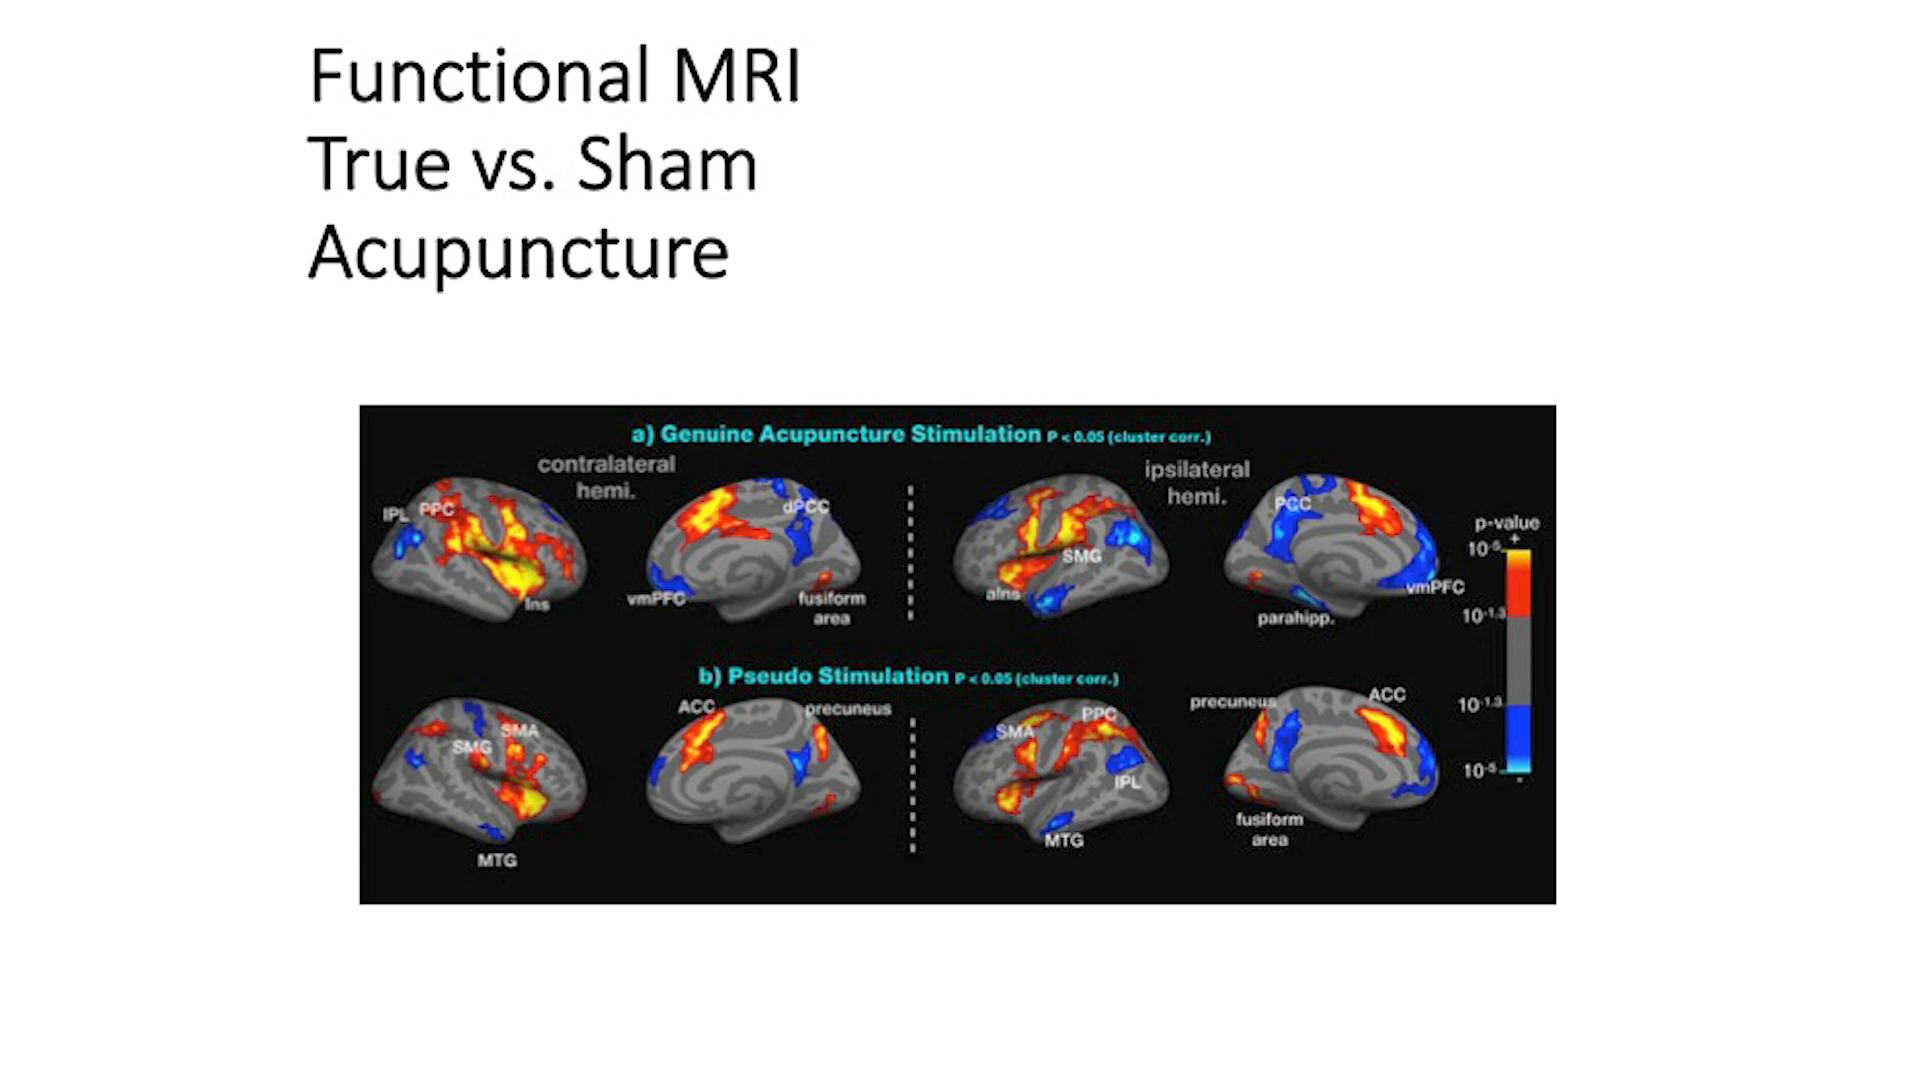 Functional MRI
True vs. Sham
Acupuncture
a) Genuine Acupuncture Stimulation P < 0.05 (cluster corr.)
contralateral
hemi.
ipsilateral
hemi.
IPL PPC
dPCC
PCC
p-value
+
10-5
SMG
Ins
vmPFC
fusiform
area
aIns
vmPFC
parahipp.
10-1.3
b) Pseudo Stimulation P < 0.05 (cluster corr.)
ACC
precuneus
precuneus
ACC
10-1.3
SMA
SMG
SMA
PPC
10-5
-
IPL
MTG
MTG
fusiform
area